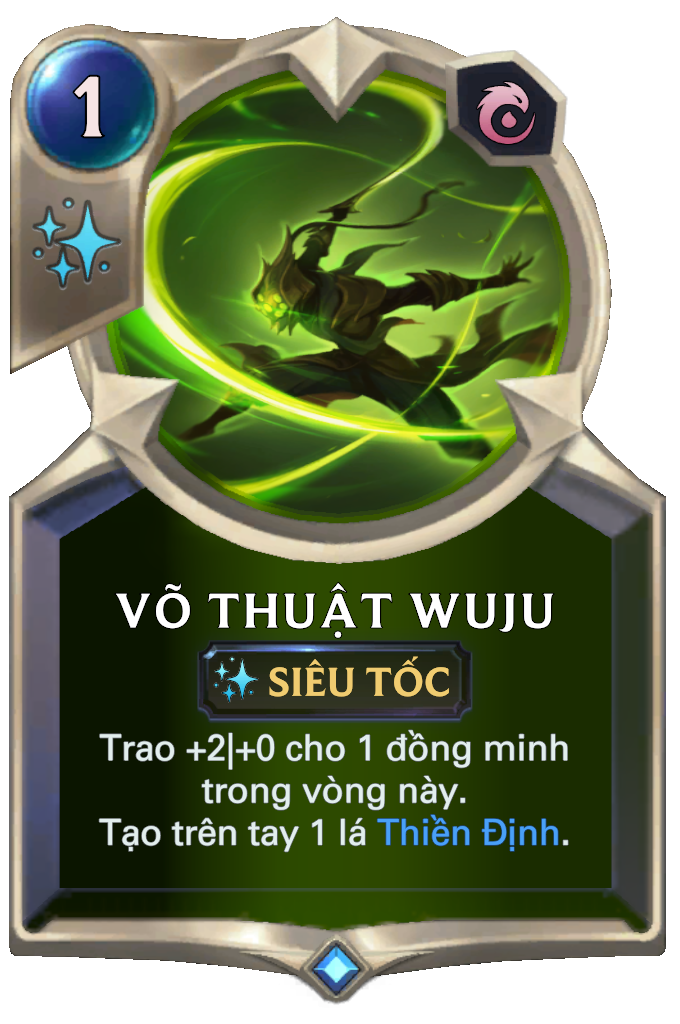 1
VÕ THUẬT WUJU
SIÊU TỐC
Trao +2|+0 cho 1 đồng minh
trong vòng này.
Tạo trên tay 1 lá Thiền Định.